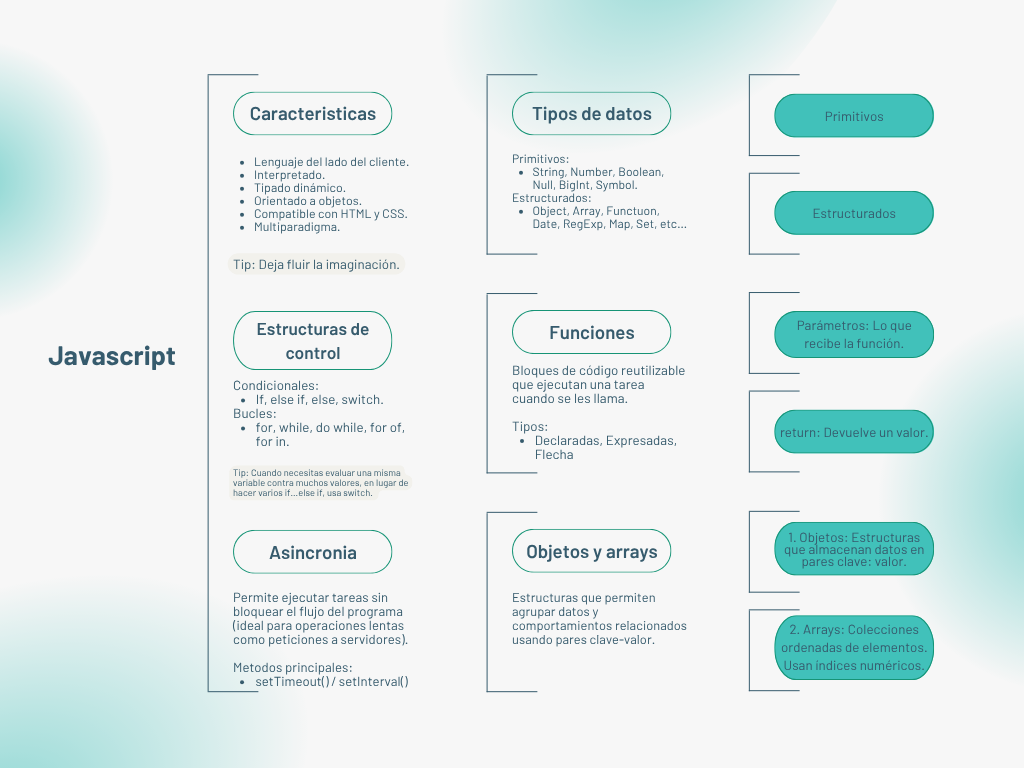 Javascript
Caracteristicas
• Lenguaje del lado del cliente.
• Interpretado.
• Tipado dinámico.
• Orientado a objetos.
• Compatible con HTML y CSS.
• Multiparadigma.
Tip: Deja fluir la imaginación.
Estructuras de
control
Condicionales:
• If, else if, else, switch.
Bucles:
• for, while, do while, for of,
for in.
Tip: Cuando necesitas evaluar una misma
variable contra muchos valores, en lugar de
hacer varios if...else if, usa switch.
Asincronia
Permite ejecutar tareas sin
bloquear el flujo del programa
(ideal para operaciones lentas
como peticiones a servidores).
Metodos principales:
• setTimeout() / setInterval()
Tipos de datos
Primitivos:
• String, Number, Boolean,
Null, BigInt, Symbol.
Estructurados:
• Object, Array, Functuon,
Date, RegExp, Map, Set, etc...
Funciones
Bloques de código reutilizable
que ejecutan una tarea
cuando se les llama.
Tipos:
• Declaradas, Expresadas,
Flecha
Objetos y arrays
Estructuras que permiten
agrupar datos y
comportamientos relacionados
usando pares clave-valor.
Primitivos
Estructurados
Parámetros: Lo que
recibe la función.
return: Devuelve un valor.
1. Objetos: Estructuras
que almacenan datos en
pares clave: valor.
2. Arrays: Colecciones
ordenadas de elementos.
Usan índices numéricos.